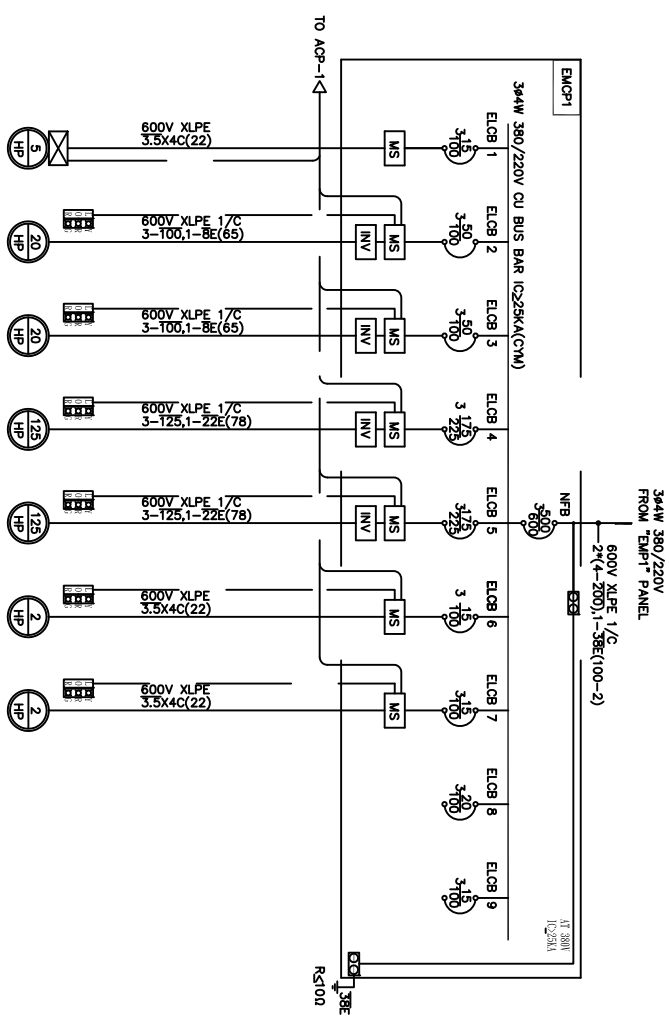 3ø4W 380/220V
FROM "EMP1" PANEL
600V XLPE 1/C
2*(4-200),1-38E(100-2)
EMCP1
3ø4W 380/220V CU BUS BAR IC≥25KA(CYM)
NFB
3 500
600
AT 380V
IC≥25KA
ELCB 1
3 15
100
ELCB 2
3 50
100
ELCB 3
3 50
100
ELCB 4
3 175
225
ELCB 5
3 175
225
ELCB 6
3 15
100
ELCB 7
3 15
100
ELCB 8
3 20
100
ELCB 9
3 15
100
MS
MS
MS
MS
MS
MS
MS
INV
INV
INV
INV
38E
R≤10Ω
TO ACP-1
600V XLPE
3.5X4C(22)
600V XLPE 1/C
3-100,1-8E(65)
600V XLPE 1/C
3-100,1-8E(65)
600V XLPE 1/C
3-125,1-22E(78)
600V XLPE 1/C
3-125,1-22E(78)
600V XLPE
3.5X4C(22)
600V XLPE
3.5X4C(22)
5
HP
20
HP
20
HP
125
HP
125
HP
2
HP
2
HP